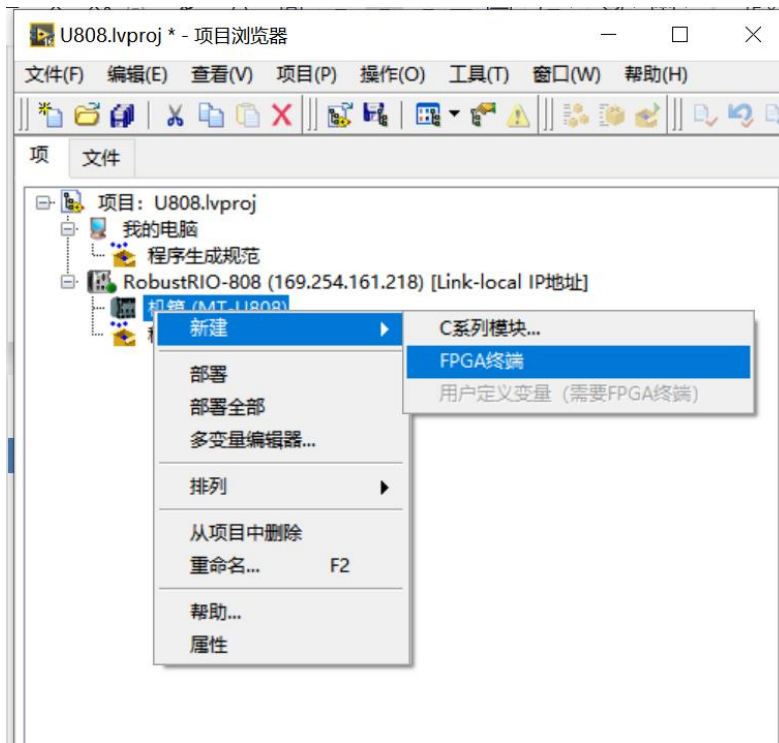 U808.lvproj * - 项目浏览器
文件(F) 编辑(E) 查看(V) 项目(P) 操作(O) 工具(T) 窗口(W) 帮助(H)
项 文件
项目: U808.lvproj
我的电脑
程序生成规范
RobustRIO-808 (169.254.161.218) [Link-local IP地址]
机箱 (MT-U808)
新建
C系列模块...
FPGA终端
用户定义变量 (需要FPGA终端)
部署
部署全部
多变量编辑器...
排列
从项目中删除
重命名... F2
帮助...
属性